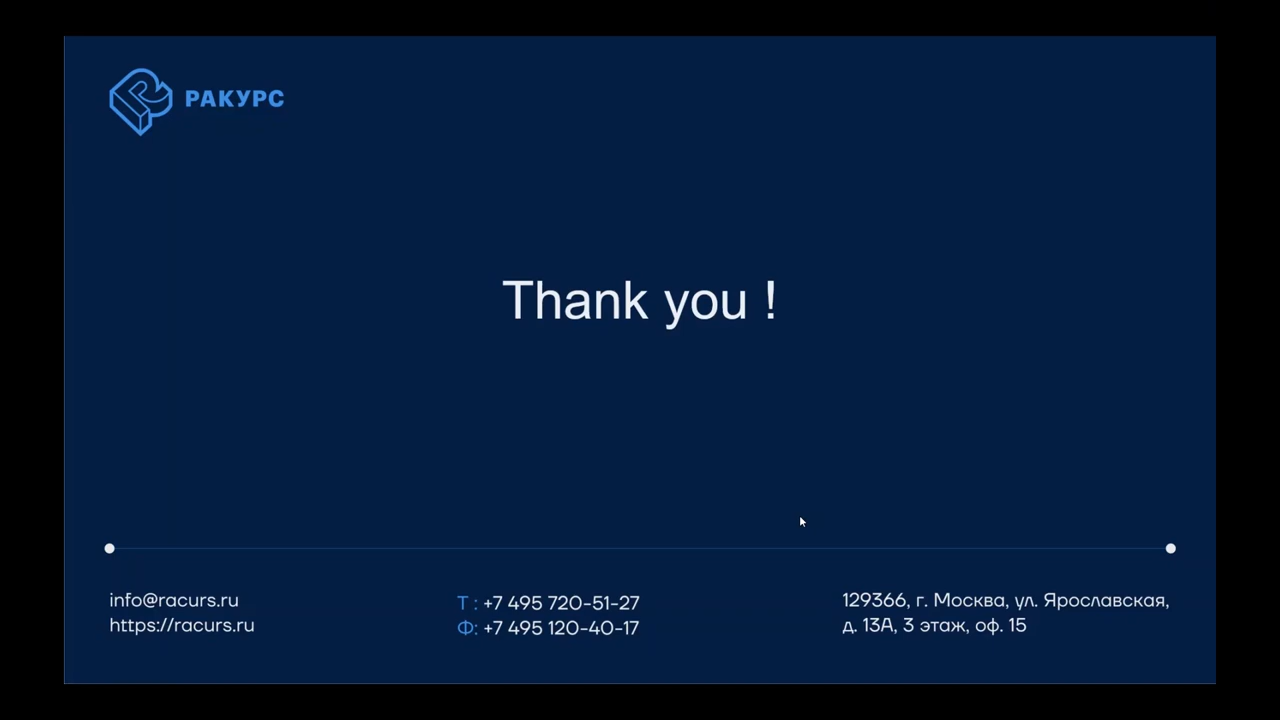 РАКУРС
Thank you !
info@racurs.ru
https://racurs.ru
Т : +7 495 720-51-27
Ф: +7 495 120-40-17
129366, г. Москва, ул. Ярославская,
д. 13А, 3 этаж, оф. 15